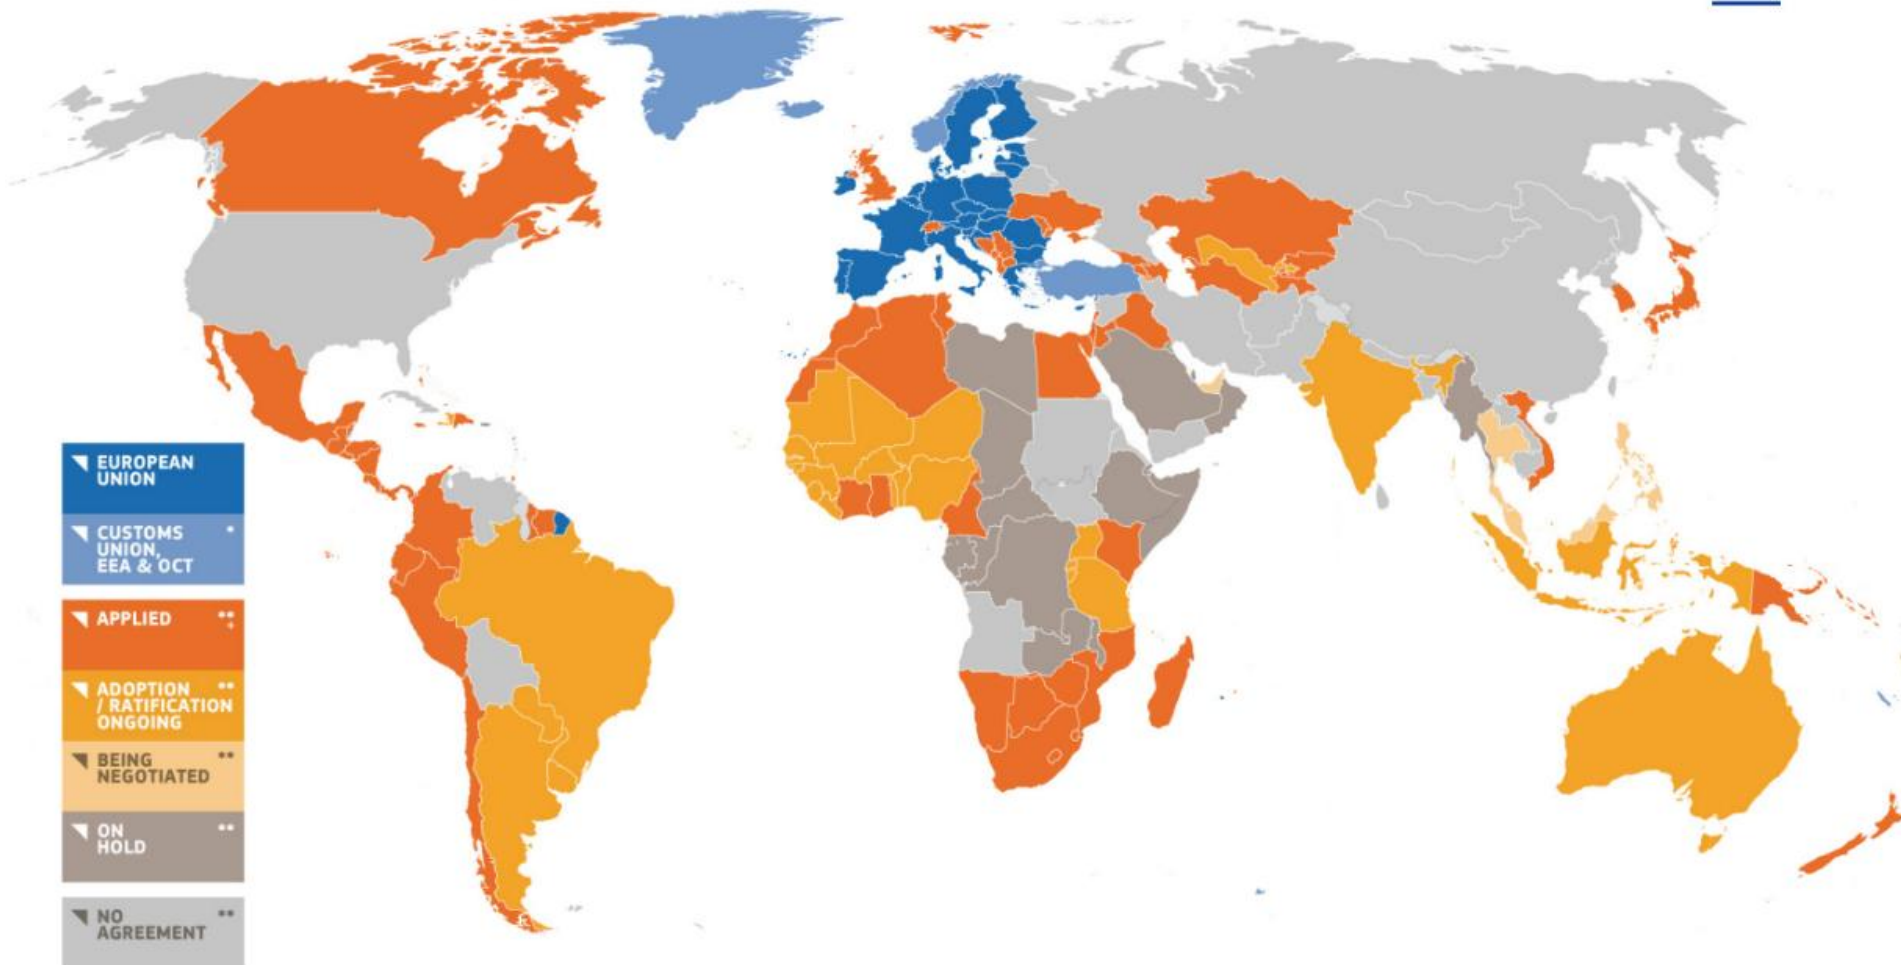 EUROPEAN
UNION
CUSTOMS *
UNION,
EEA & OCT
APPLIED **
+
ADOPTION **
/ RATIFICATION
ONGOING
BEING **
NEGOTIATED
ON **
HOLD
NO **
AGREEMENT